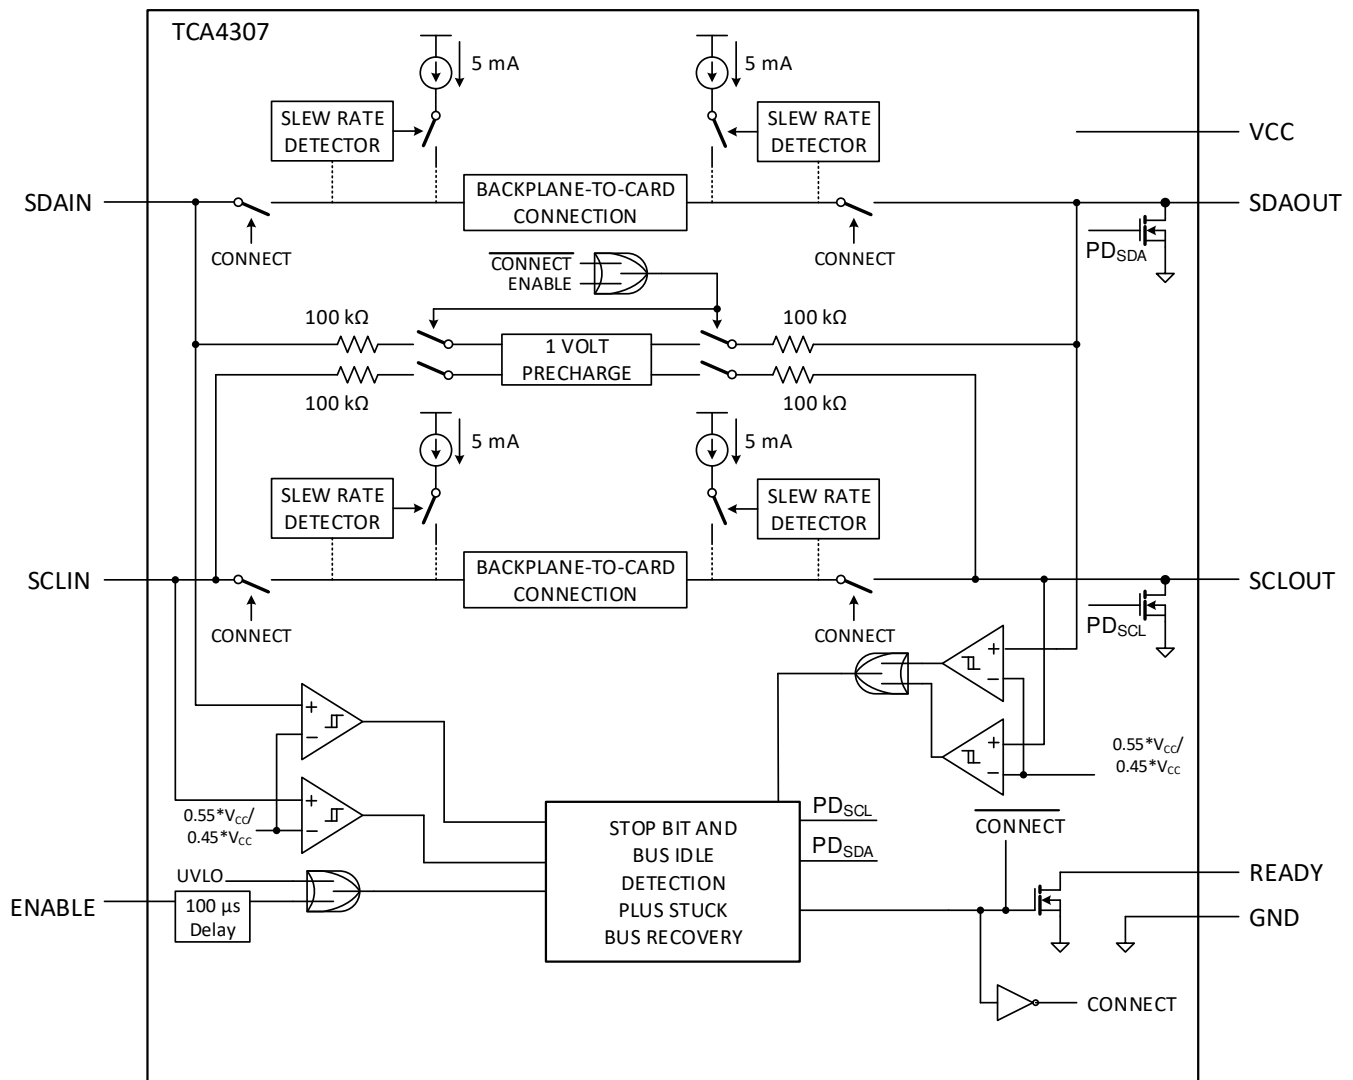 TCA4307
5 mA
5 mA
SLEW RATE
DETECTOR
SLEW RATE
DETECTOR
VCC
SDAIN
BACKPLANE-TO-CARD
CONNECTION
SDAOUT
PDSDA
CONNECT
CONNECT
CONNECT
ENABLE
100 kΩ
100 kΩ
1 VOLT
PRECHARGE
100 kΩ
100 kΩ
5 mA
5 mA
SLEW RATE
DETECTOR
SLEW RATE
DETECTOR
SCLIN
BACKPLANE-TO-CARD
CONNECTION
SCLOUT
PDSCL
CONNECT
CONNECT
+
−
+
−
+
−
+
−
0.55*VCC/
0.45*VCC
0.55*VCC/
0.45*VCC
STOP BIT AND
BUS IDLE
DETECTION
PLUS STUCK
BUS RECOVERY
PDSCL
PDSDA
CONNECT
UVLO
ENABLE
100 µs
Delay
READY
GND
CONNECT